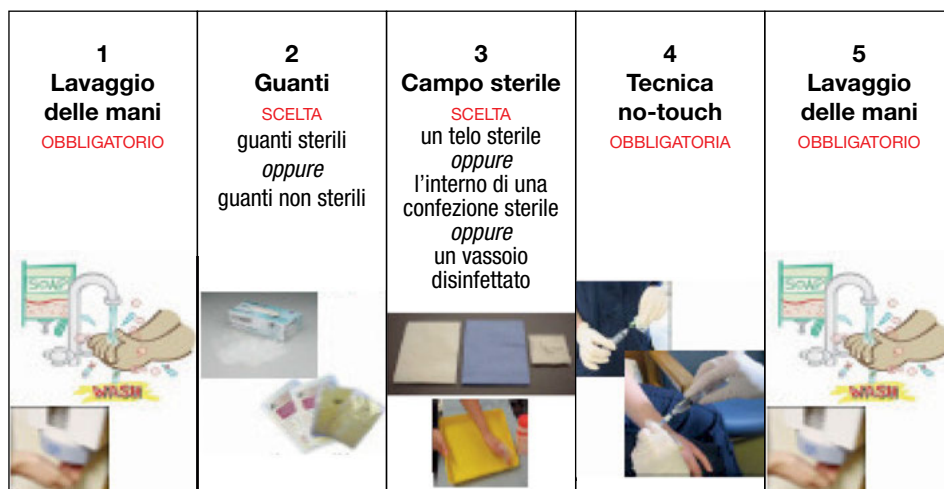 1
Lavaggio
delle mani
OBBLIGATORIO
SOAP
WASH
2
Guanti
SCELTA
guanti sterili
oppure
guanti non sterili
3
Campo sterile
SCELTA
un telo sterile
oppure
l’interno di una
confezione sterile
oppure
un vassoio
disinfettato
4
Tecnica
no-touch
OBBLIGATORIA
5
Lavaggio
delle mani
OBBLIGATORIO
SOAP
WASH